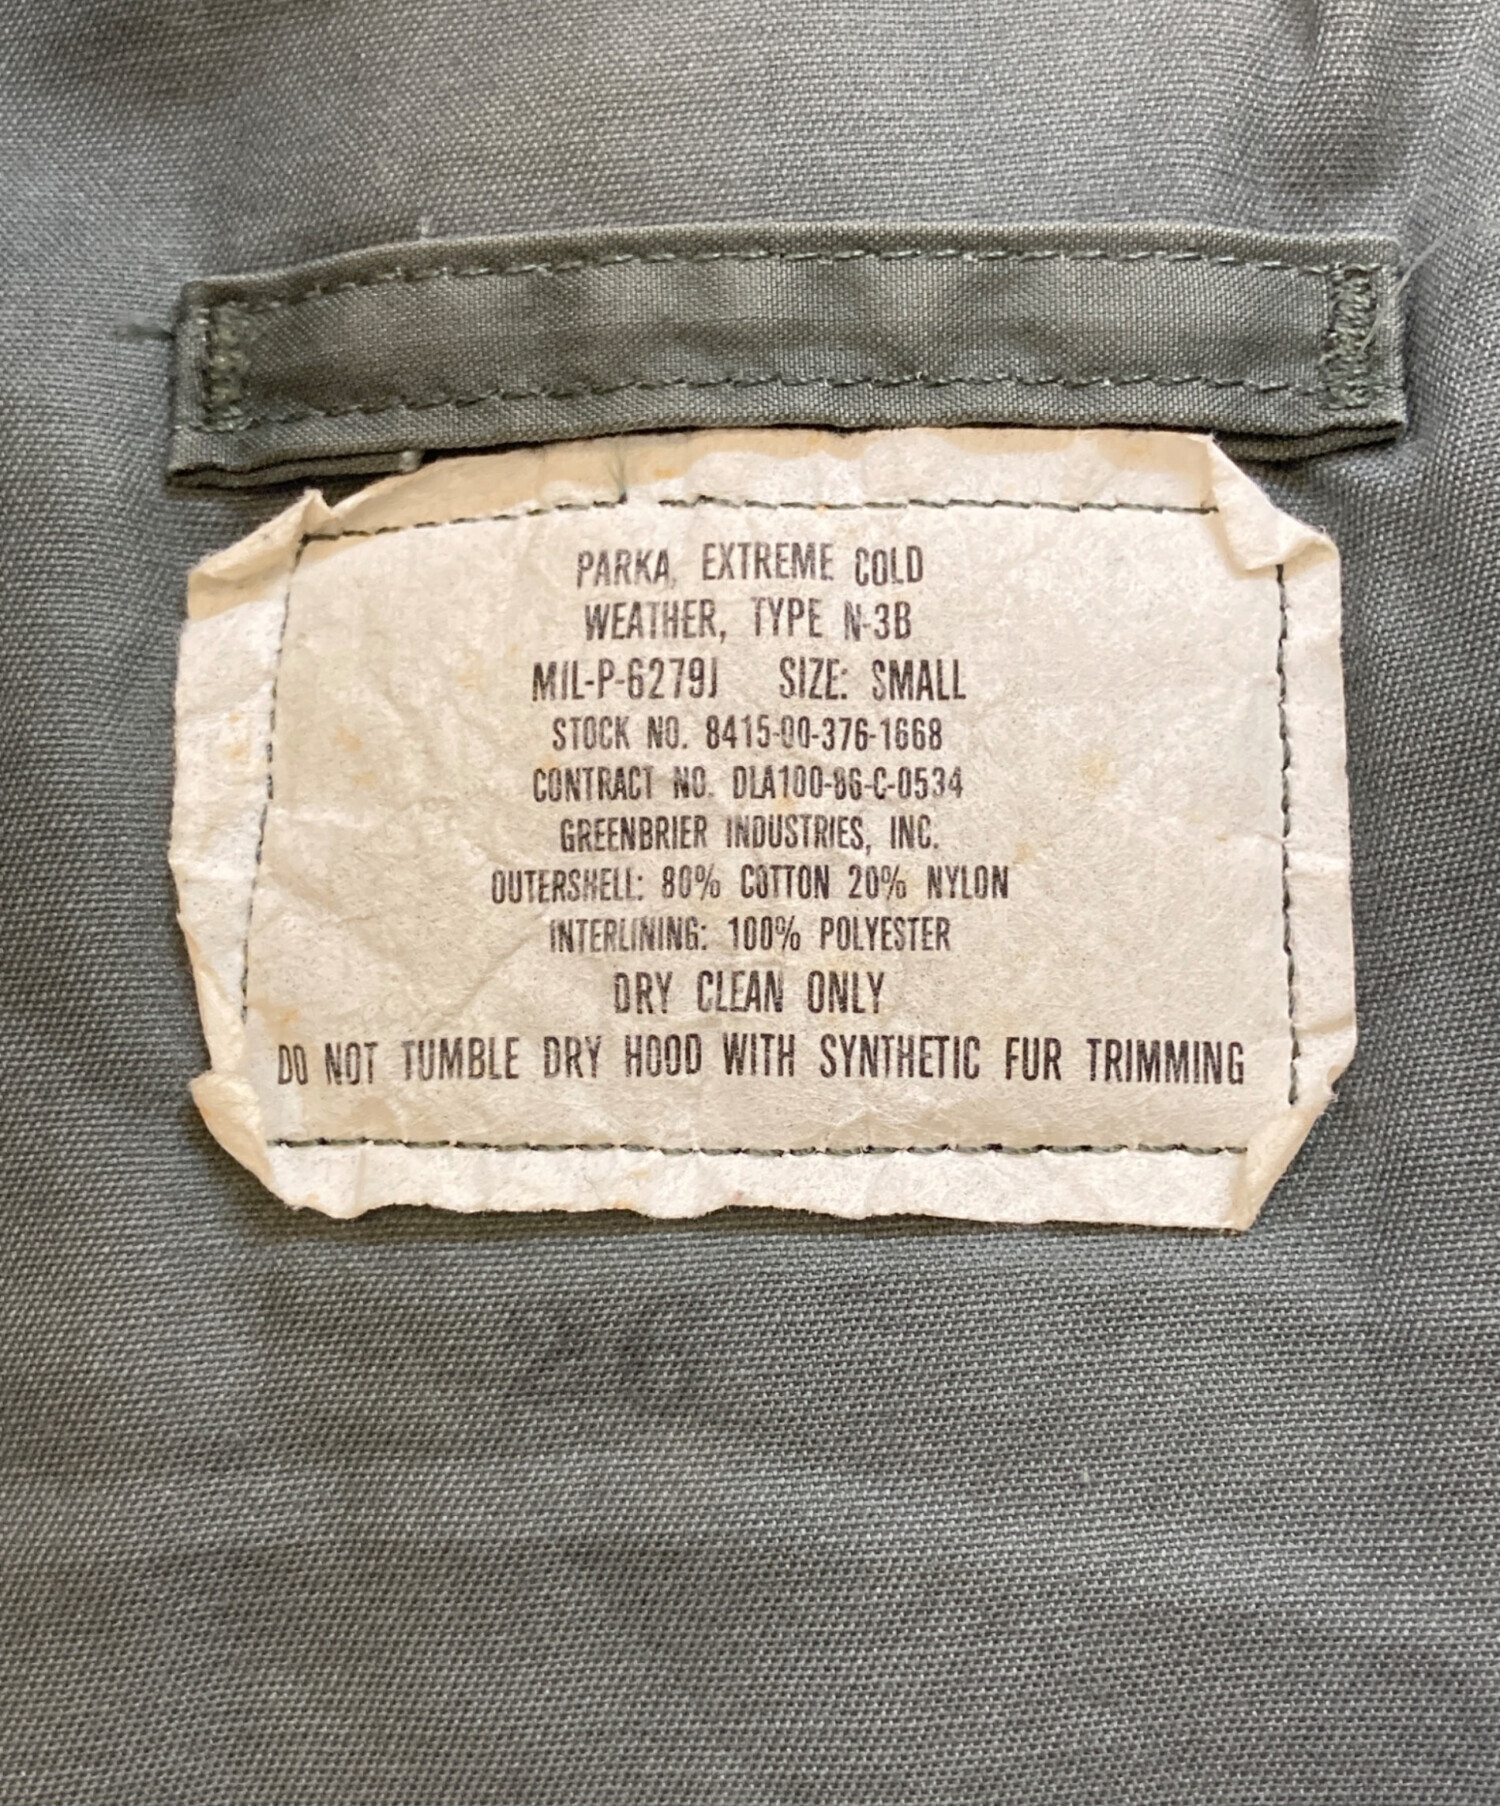 PARKA, EXTREME COLD
WEATHER, TYPE N-3B
MIL-P-6279J SIZE: SMALL
STOCK NO. 8415-00-376-1668
CONTRACT NO. DLA100-86-C-0534
GREENBRIER INDUSTRIES, INC.
OUTERSHELL: 80% COTTON 20% NYLON
INTERLINING: 100% POLYESTER
DRY CLEAN ONLY
DO NOT TUMBLE DRY HOOD WITH SYNTHETIC FUR TRIMMING